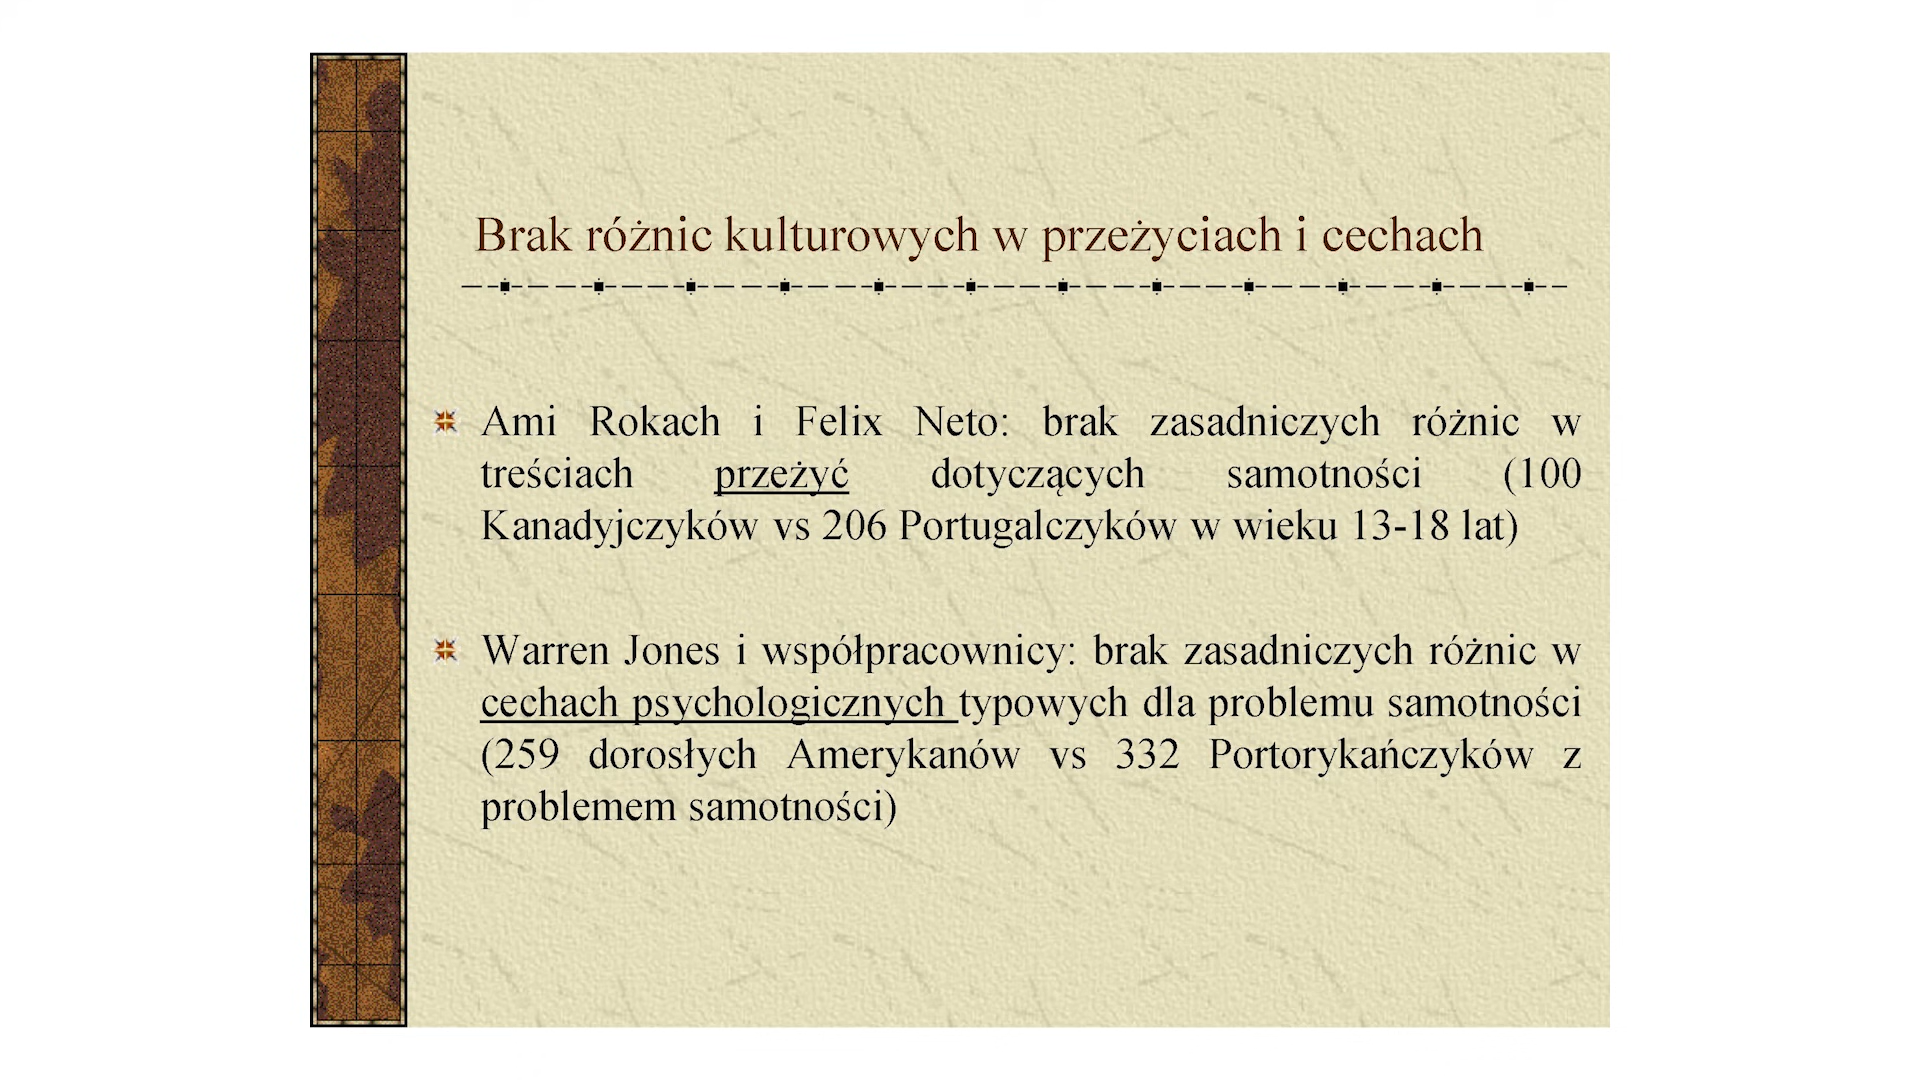 Brak różnic kulturowych w przeżyciach i cechach
Ami Rokach i Felix Neto: brak zasadniczych różnic w
treściach przeżyć dotyczących samotności (100
Kanadyjczyków vs 206 Portugalczyków w wieku 13-18 lat)
Warren Jones i współpracownicy: brak zasadniczych różnic w
cechach psychologicznych typowych dla problemu samotności
(259 dorosłych Amerykanów vs 332 Portorykańczyków z
problemem samotności)